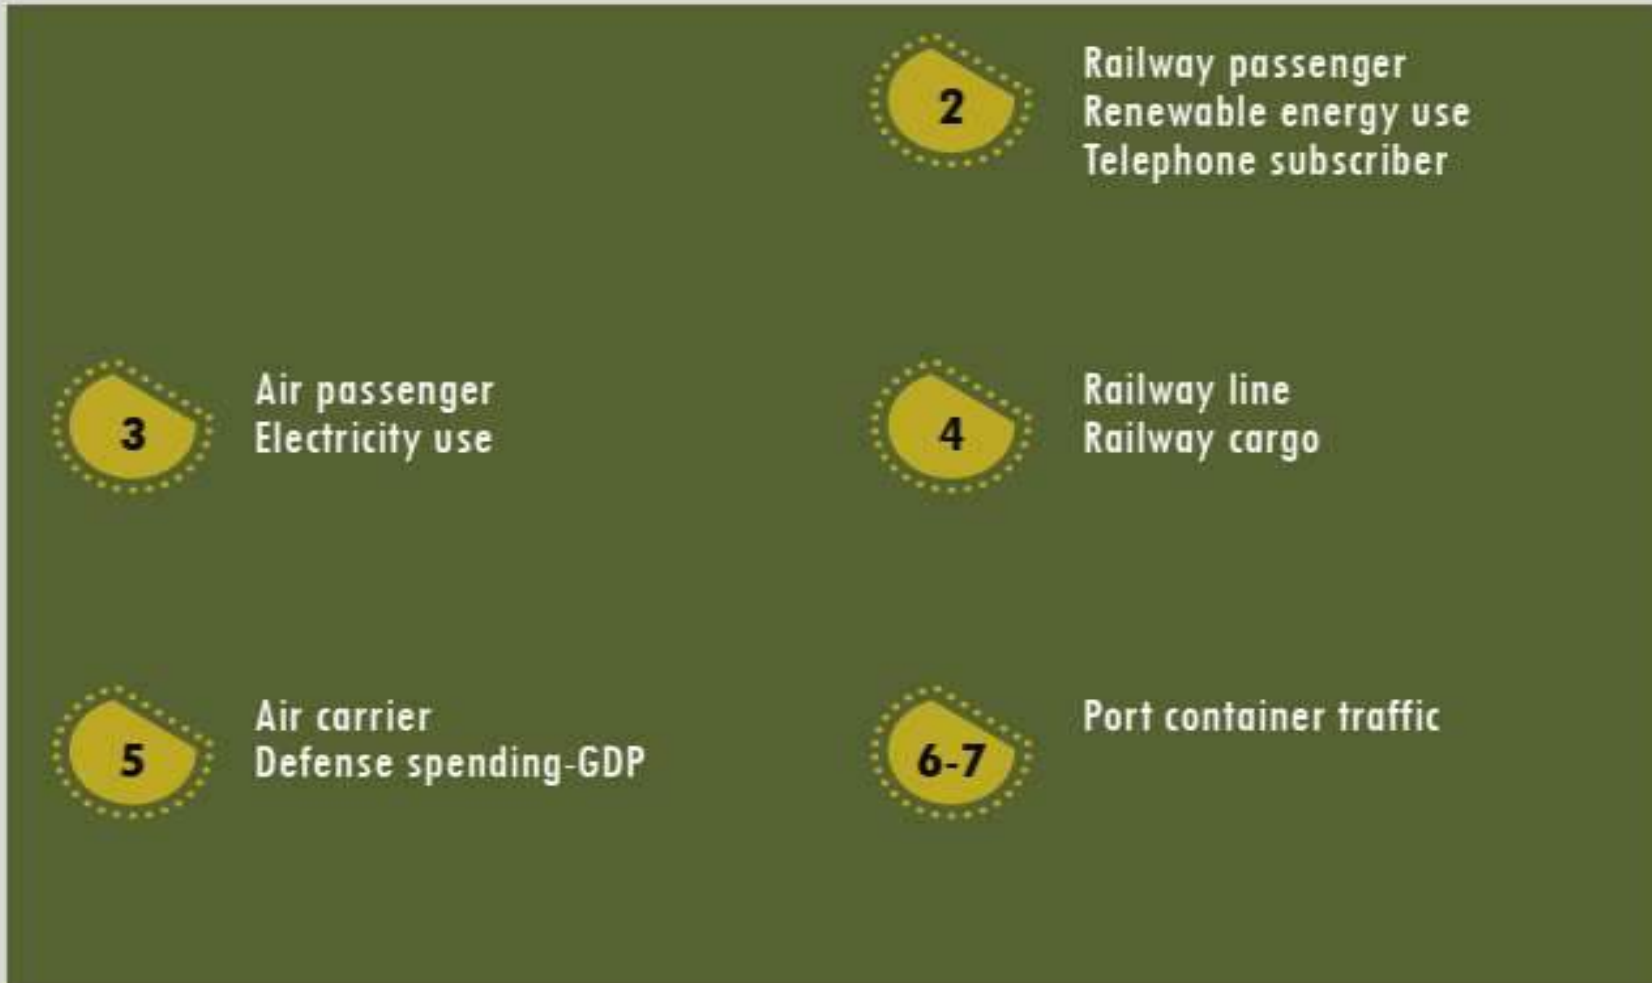 2
Railway passenger
Renewable energy use
Telephone subscriber
3
Air passenger
Electricity use
4
Railway line
Railway cargo
5
Air carrier
Defense spending-GDP
6-7
Port container traffic